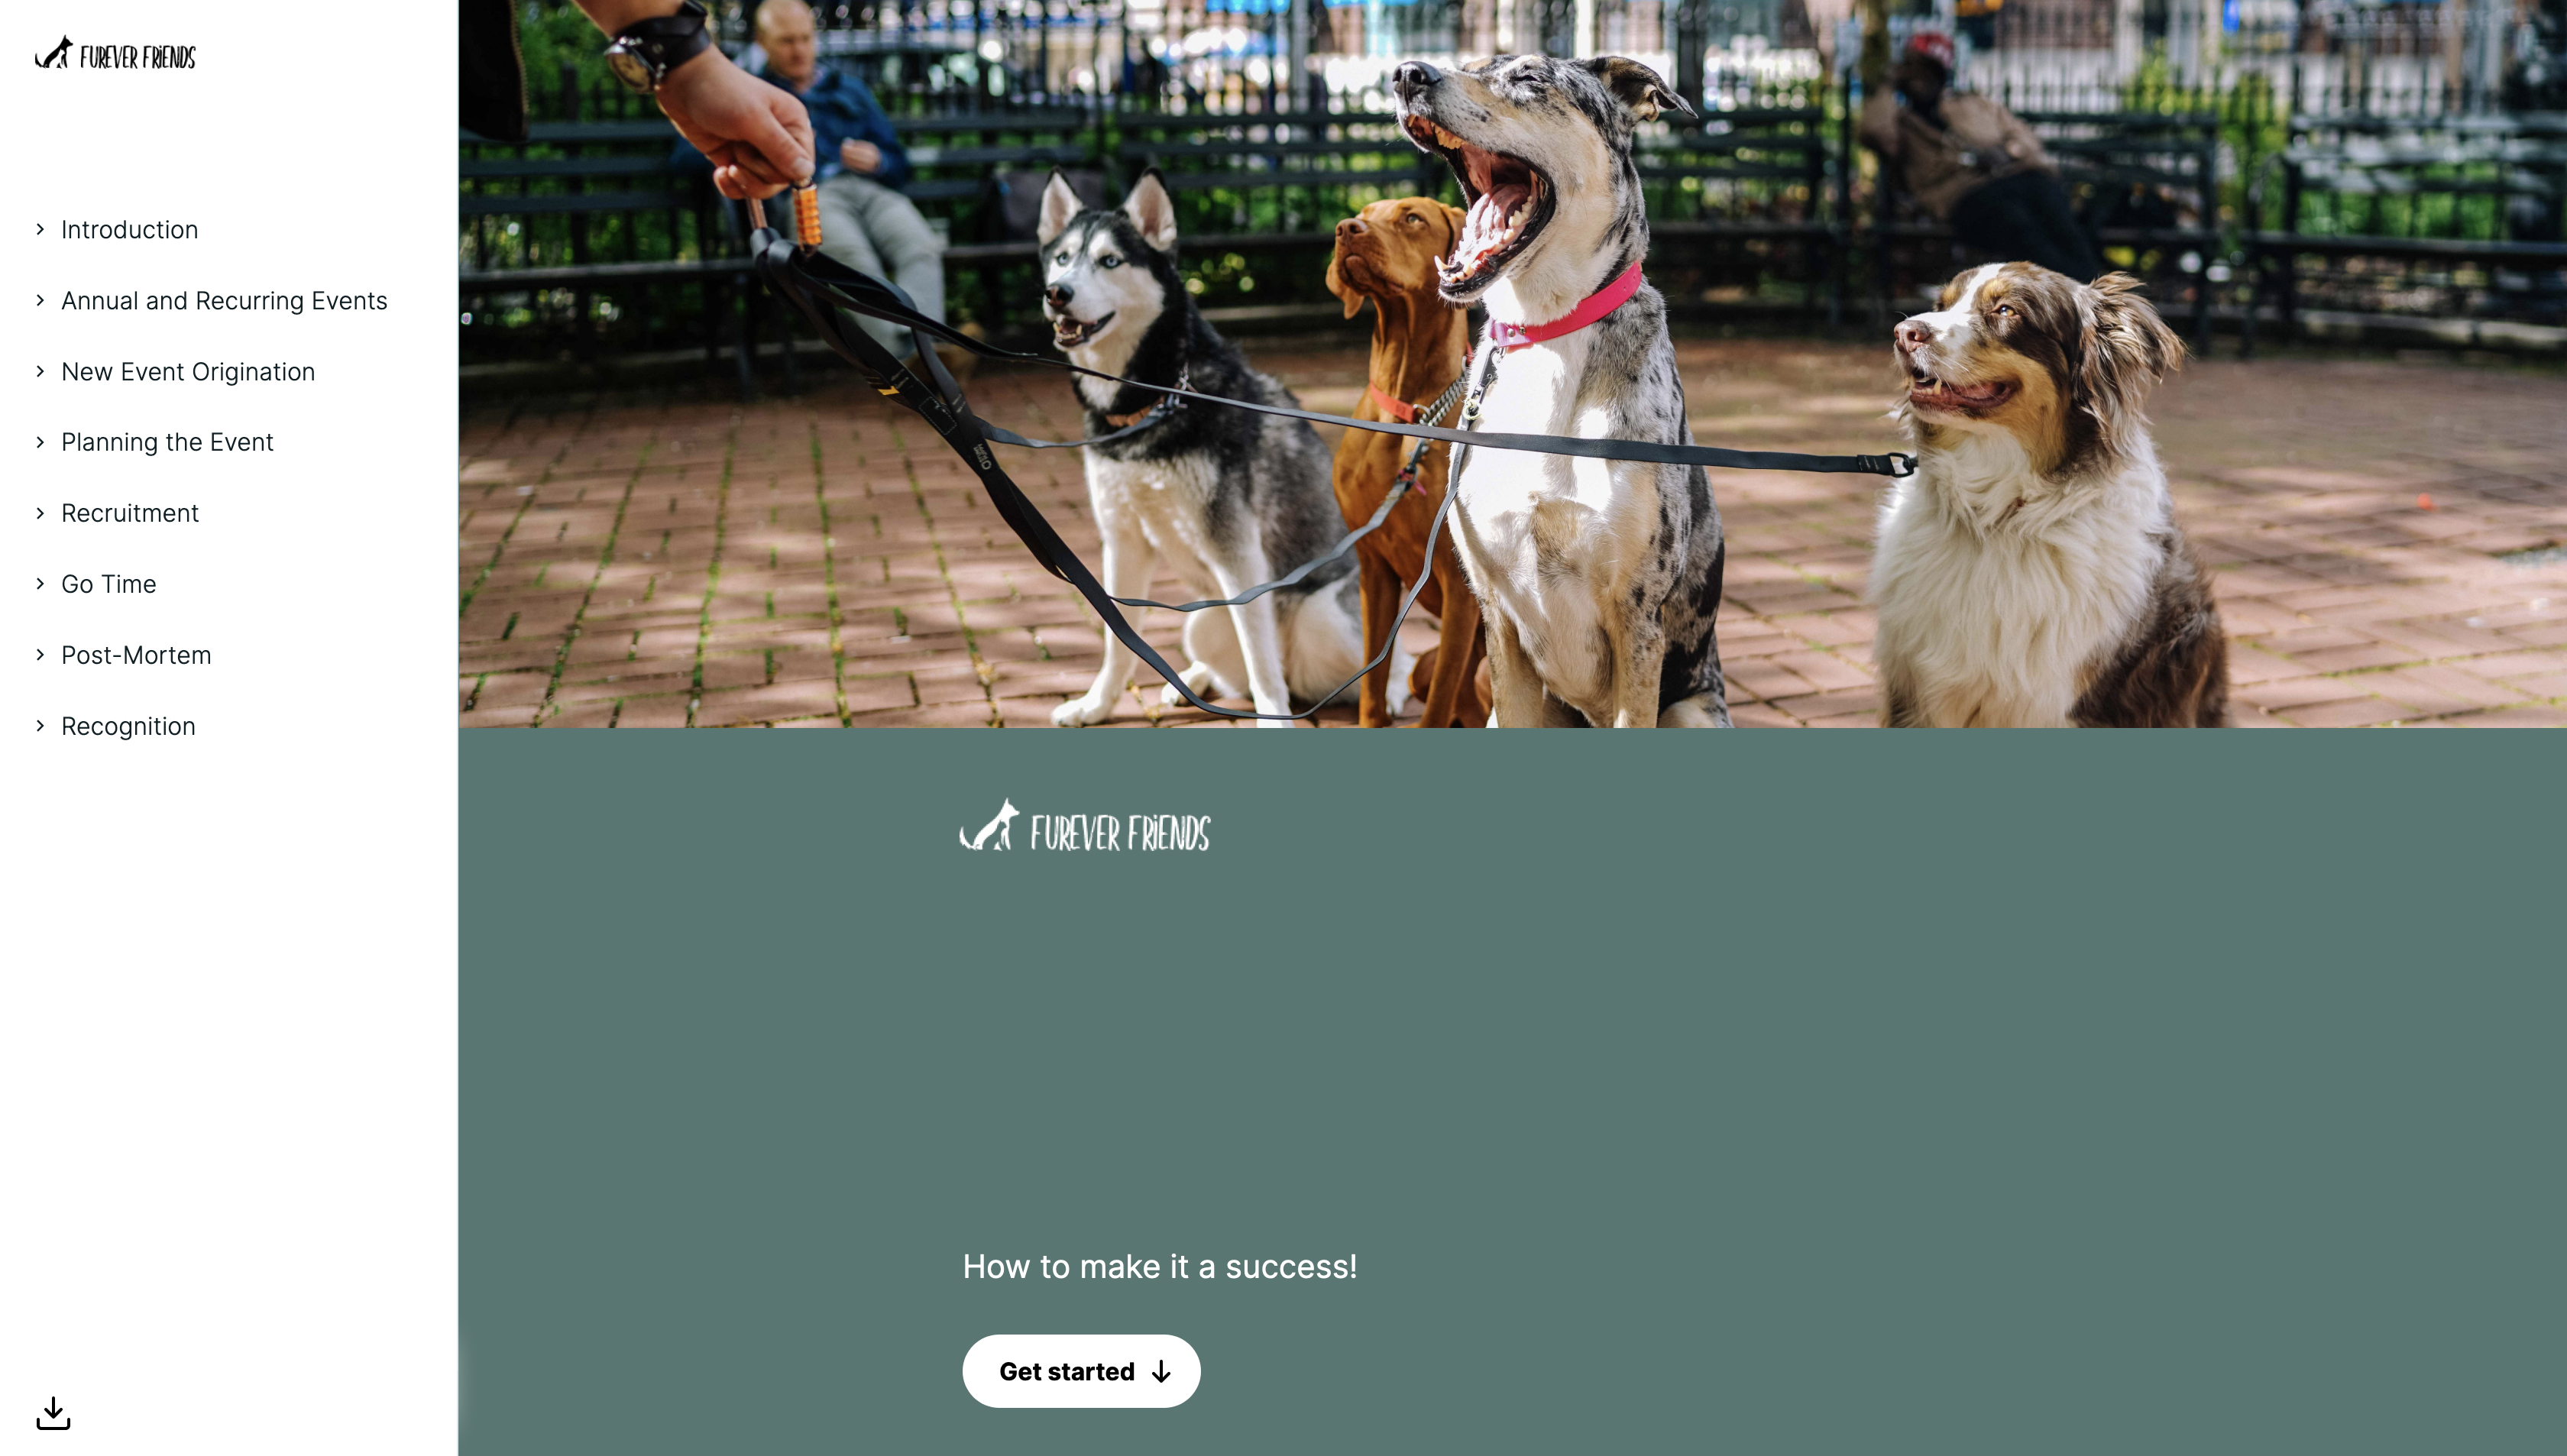 FUREVER FRiENDS
Introduction
Annual and Recurring Events
New Event Origination
Planning the Event
Recruitment
Go Time
Post-Mortem
Recognition
FUREVER FRiENDS
How to make it a success!
Get started